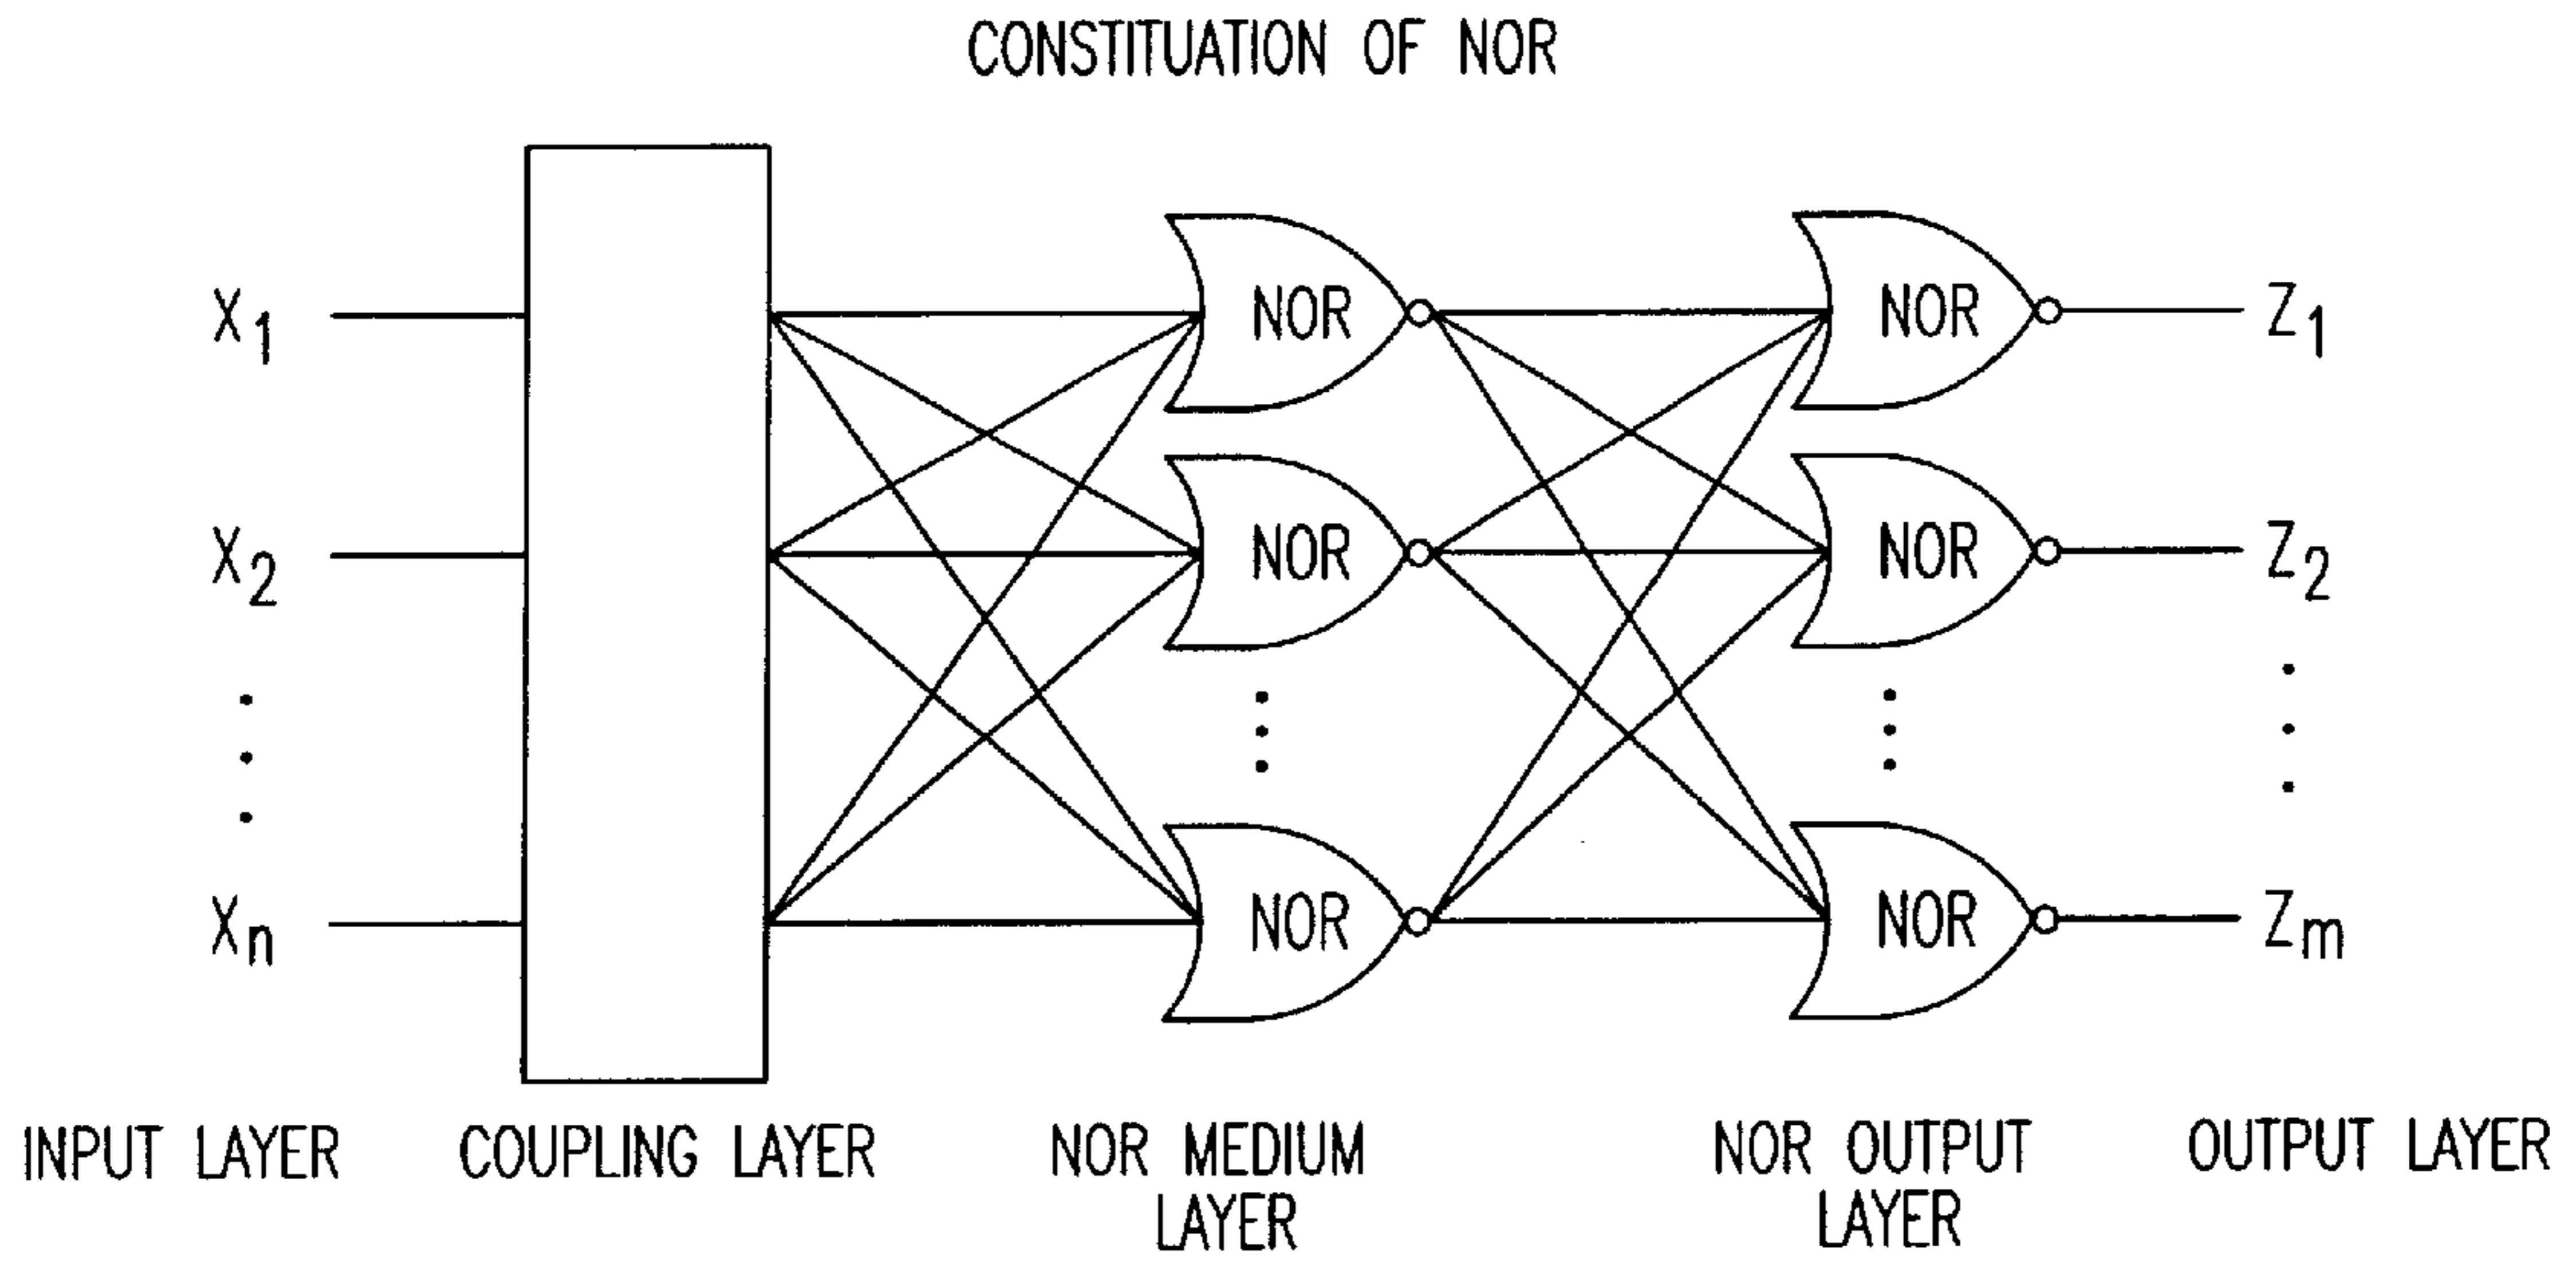 CONSTITUATION OF NOR
X1 NOR NOR Z1
X2 NOR NOR Z2
Xn NOR NOR Zm
INPUT LAYER COUPLING LAYER NOR MEDIUM LAYER NOR OUTPUT LAYER OUTPUT LAYER